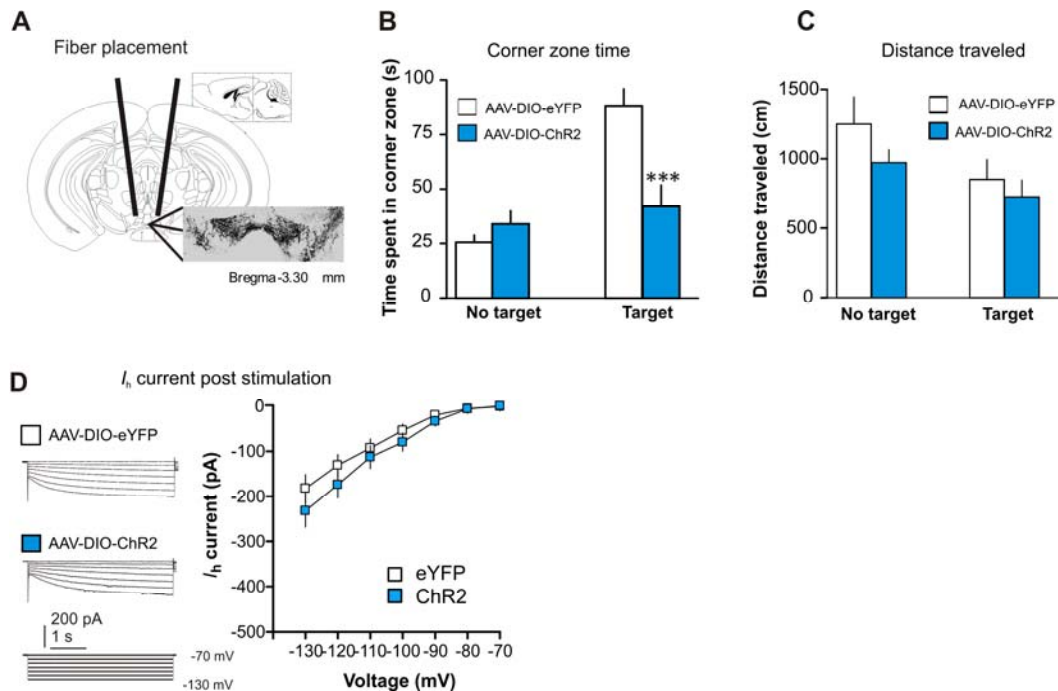 A
Fiber placement
Bregma-3.30 mm
B
Corner zone time
Time spent in corner zone (s)
100
75
50
25
0
AAV-DIO-eYFP
AAV-DIO-ChR2
***
No target
Target
C
Distance traveled
Distance traveled (cm)
1500
1000
500
0
AAV-DIO-eYFP
AAV-DIO-ChR2
No target
Target
D
Ih current post stimulation
AAV-DIO-eYFP
AAV-DIO-ChR2
200 pA
1 s
-70 mV
-130 mV
Ih current (pA)
0
-100
-200
-300
-400
-500
eYFP
ChR2
-130 -120 -110 -100 -90 -80 -70
Voltage (mV)